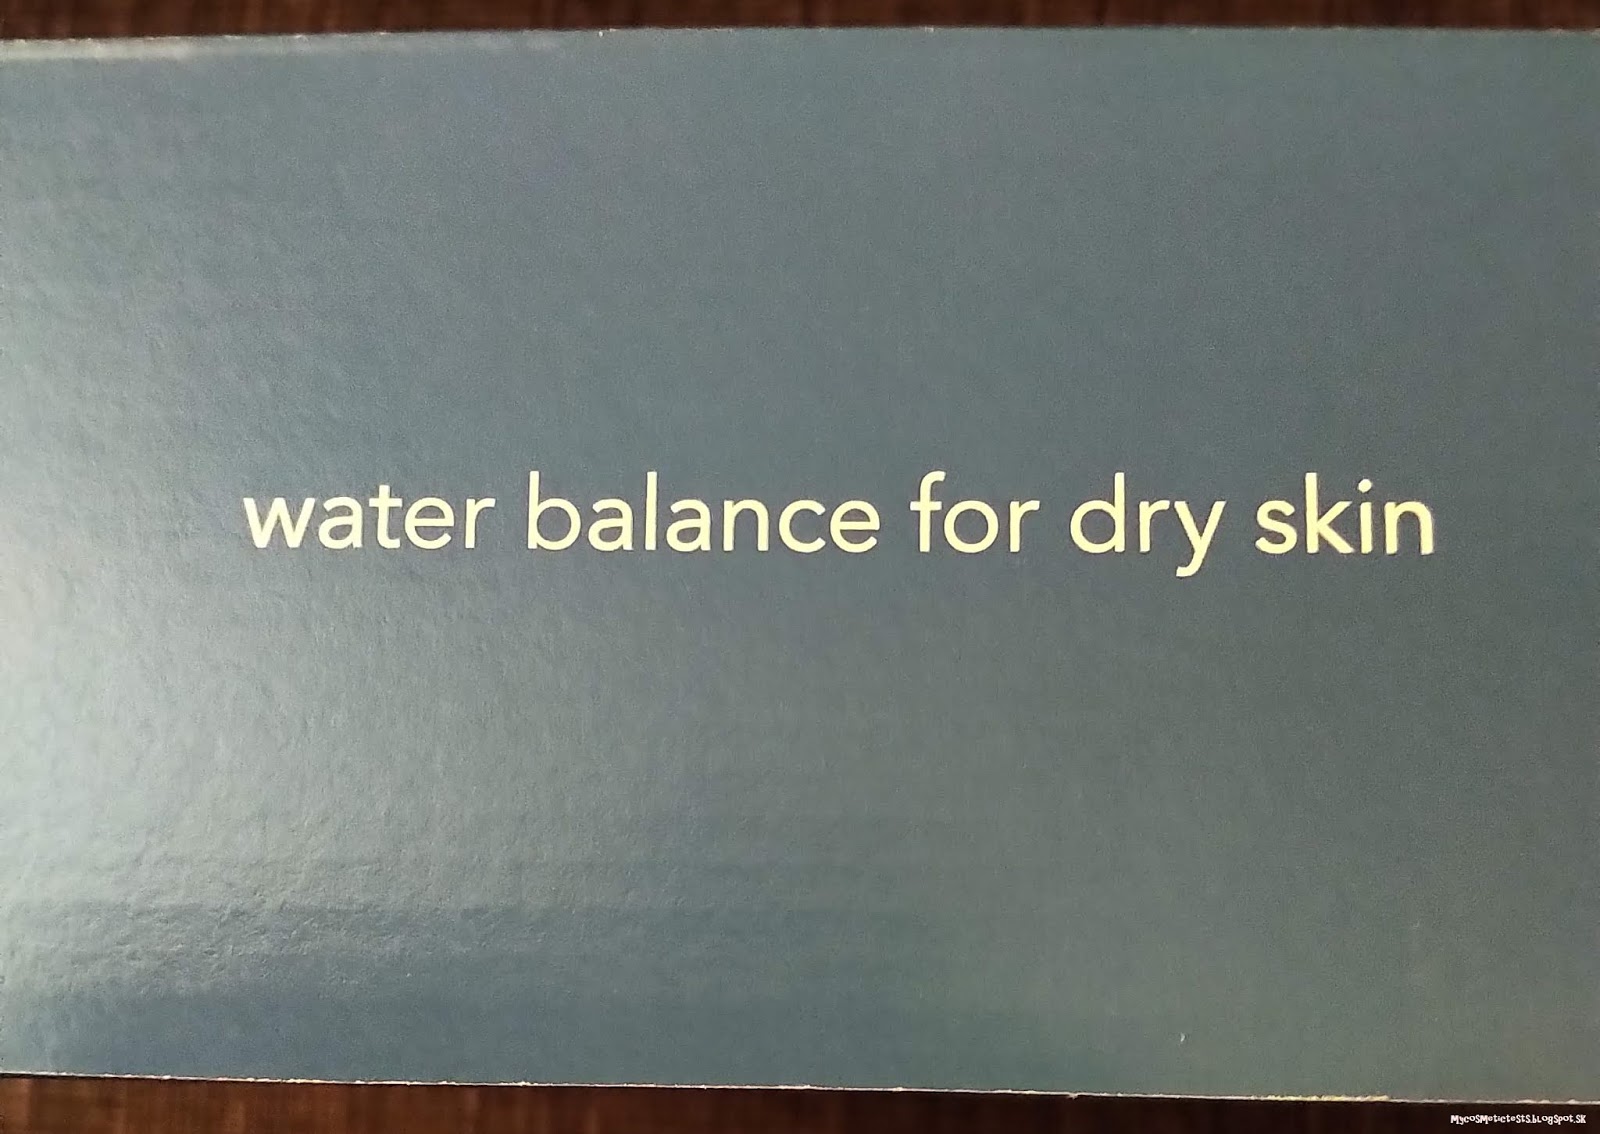 water balance for dry skin
mycosmetictests.blogspot.sk